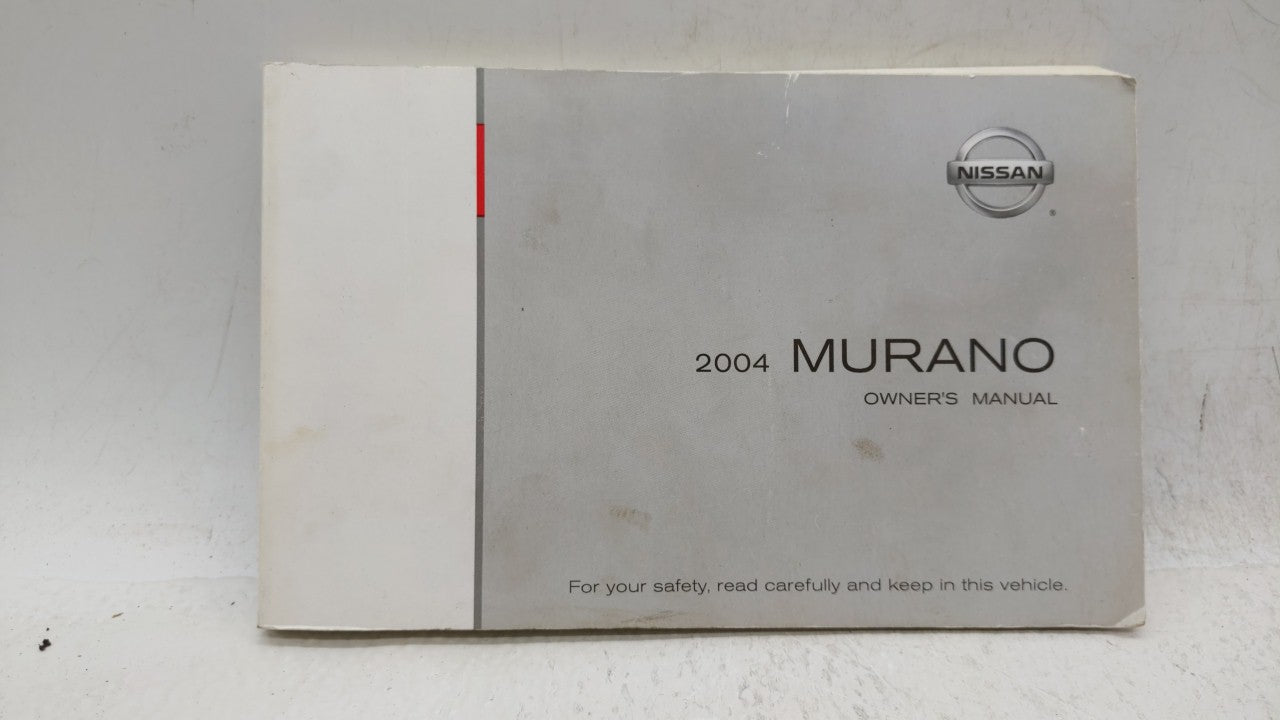 NISSAN
®
2004 MURANO
OWNER'S MANUAL
For your safety, read carefully and keep in this vehicle.